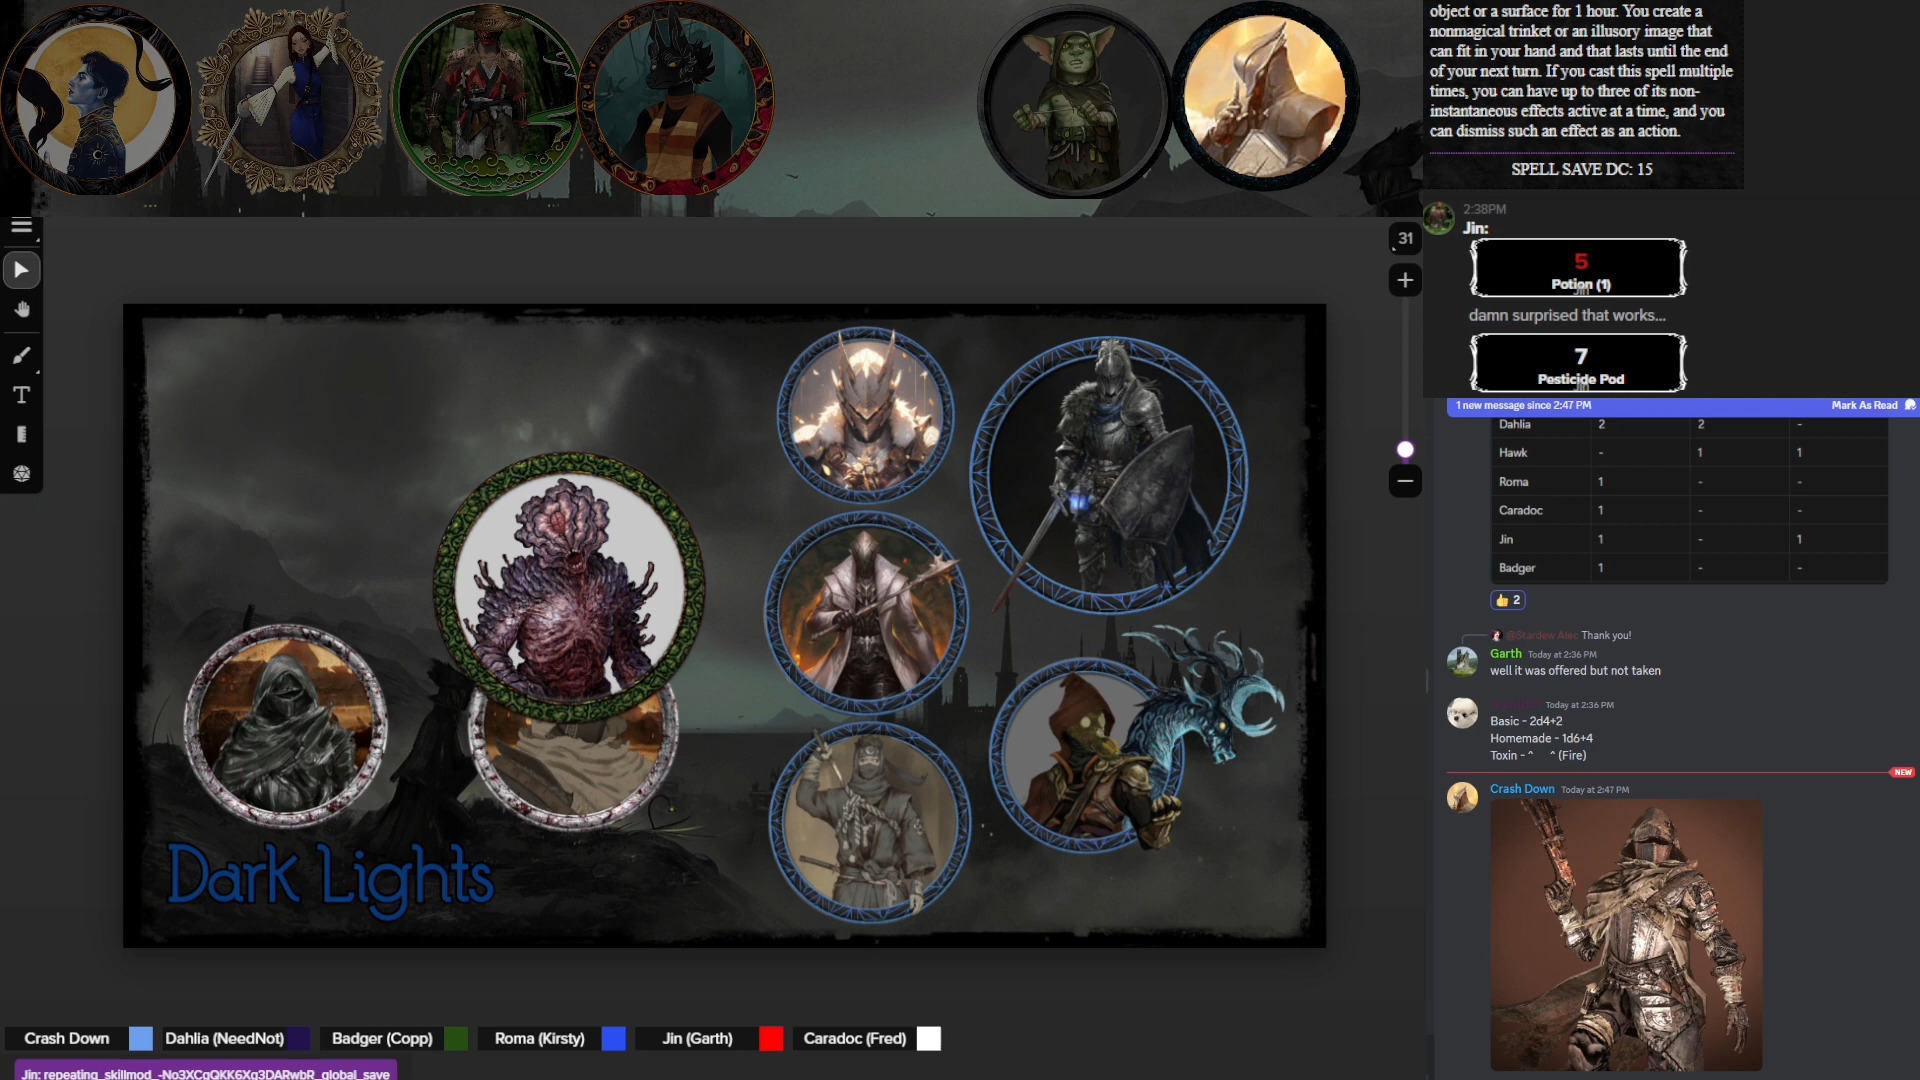 object or a surface for 1 hour. You create a
nonmagical trinket or an illusory image that
can fit in your hand and that lasts until the end
of your next turn. If you cast this spell multiple
times, you can have up to three of its non-
instantaneous effects active at a time, and you
can dismiss such an effect as an action.
SPELL SAVE DC: 15
2:38PM
Jin:
5
Potion (1)
Jin
damn surprised that works...
7
Pesticide Pod
Jin
31
1 new message since 2:47 PM Mark As Read
Dahlia 2 2 -
Hawk - 1 1
Roma 1 - -
Caradoc 1 - -
Jin 1 - 1
Badger 1 - -
👍 2
@Stardew Alec Thank you!
Garth Today at 2:36 PM
well it was offered but not taken
Today at 2:36 PM
Basic - 2d4+2
Homemade - 1d6+4
Toxin - ^ ^ (Fire)
NEW
Crash Down Today at 2:47 PM
Dark Lights
Crash Down Dahlia (NeedNot) Badger (Copp) Roma (Kirsty) Jin (Garth) Caradoc (Fred)